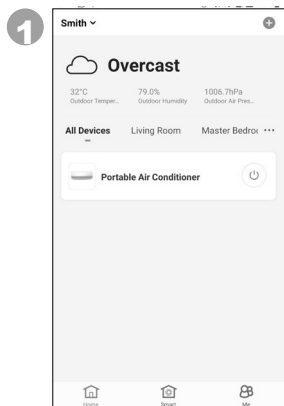 1
Smith
Overcast
32°C 79.0% 1006.7hPa
Outdoor Temper... Outdoor Humidity Outdoor Air Pres...
All Devices Living Room Master Bedroo ...
Portable Air Conditioner
Home Smart Me